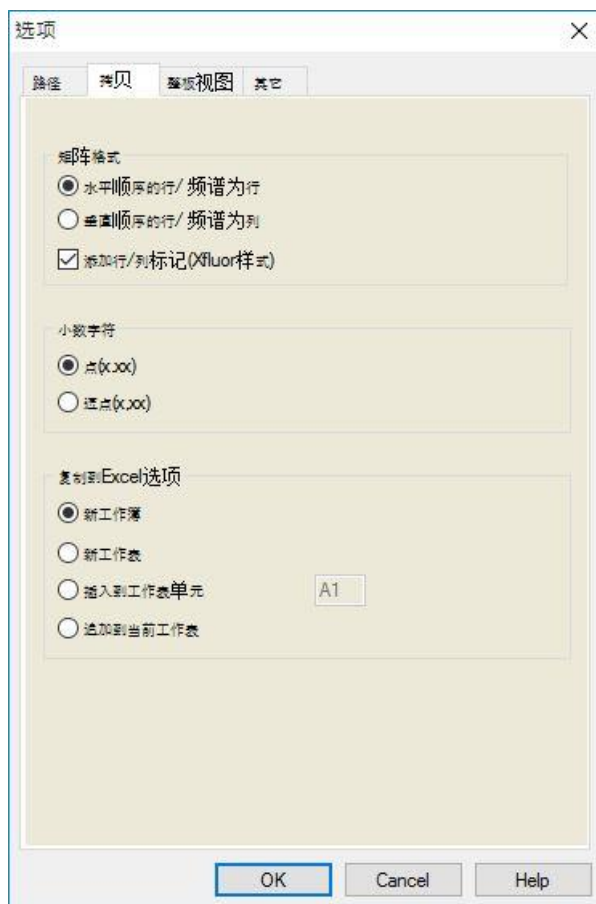 选项
路径 拷贝 整板视图 其它
矩阵格式
水平顺序的行/ 频谱为行
垂直顺序的行/ 频谱为列
添加行/列标记(Xfluor样式)
小数字符
点(x.xx)
逗点(x,xx)
复制到Excel选项
新工作簿
新工作表
插入到工作表单元 A1
追加到当前工作表
OK Cancel Help